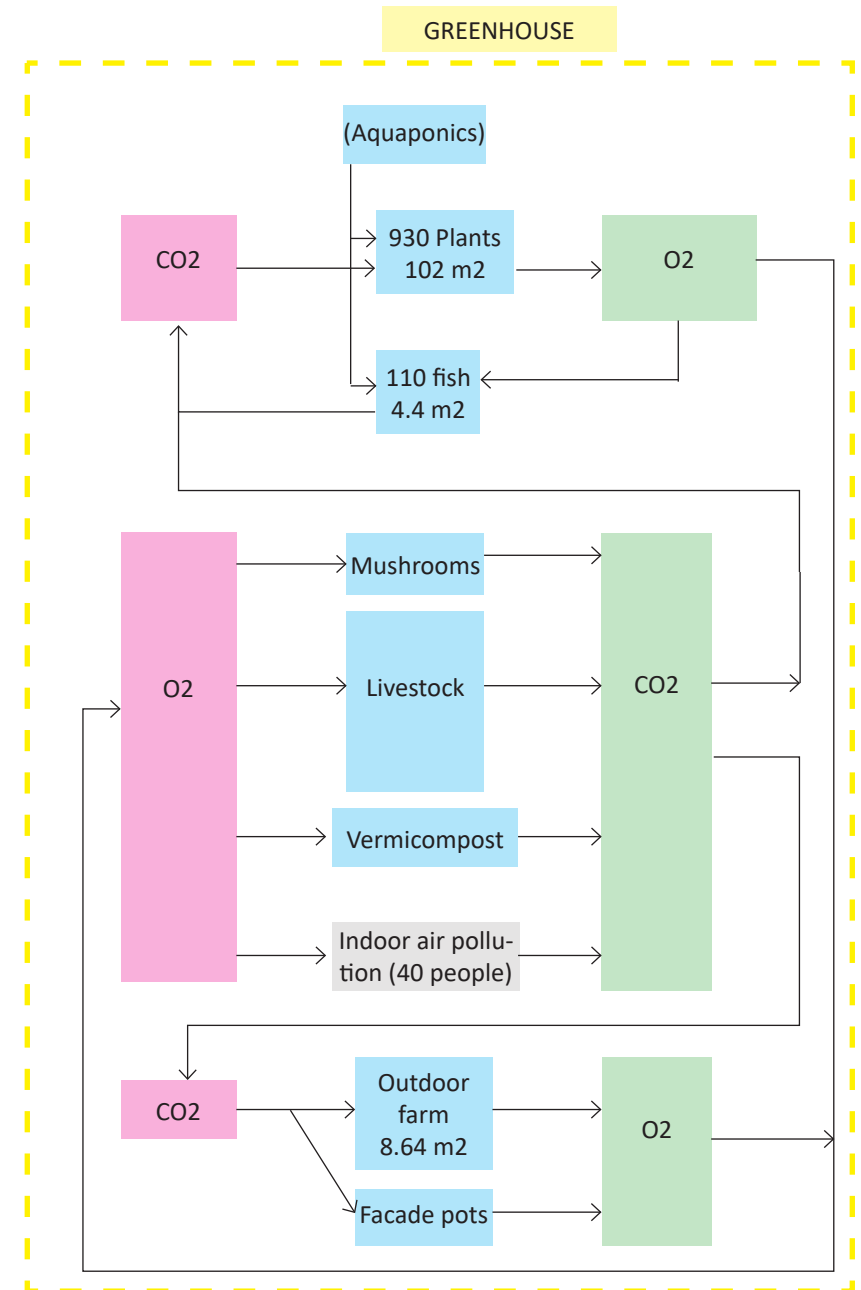 GREENHOUSE
(Aquaponics)
CO2
930 Plants
102 m2
O2
110 fish
4.4 m2
O2
Mushrooms
Livestock
CO2
Vermicompost
Indoor air pollu-
tion (40 people)
CO2
Outdoor
farm
8.64 m2
O2
Facade pots